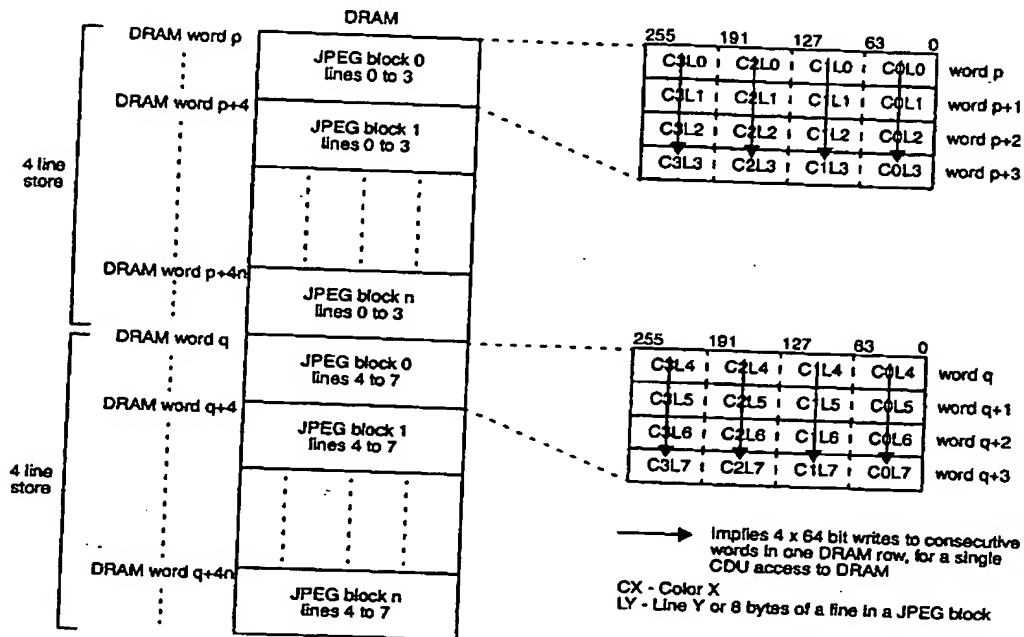 DRAM
DRAM word p
JPEG block 0
lines 0 to 3
DRAM word p+4
JPEG block 1
lines 0 to 3
4 line
store
DRAM word p+4n
JPEG block n
lines 0 to 3
DRAM word q
JPEG block 0
lines 4 to 7
DRAM word q+4
JPEG block 1
lines 4 to 7
4 line
store
DRAM word q+4n
JPEG block n
lines 4 to 7
255 191 127 63 0
C3L0 C2L0 C1L0 C0L0 word p
C3L1 C2L1 C1L1 C0L1 word p+1
C3L2 C2L2 C1L2 C0L2 word p+2
C3L3 C2L3 C1L3 C0L3 word p+3
255 191 127 63 0
C3L4 C2L4 C1L4 C0L4 word q
C3L5 C2L5 C1L5 C0L5 word q+1
C3L6 C2L6 C1L6 C0L6 word q+2
C3L7 C2L7 C1L7 C0L7 word q+3
Implies 4 x 64 bit writes to consecutive
words in one DRAM row, for a single
CDU access to DRAM
CX - Color X
LY - Line Y or 8 bytes of a line in a JPEG block